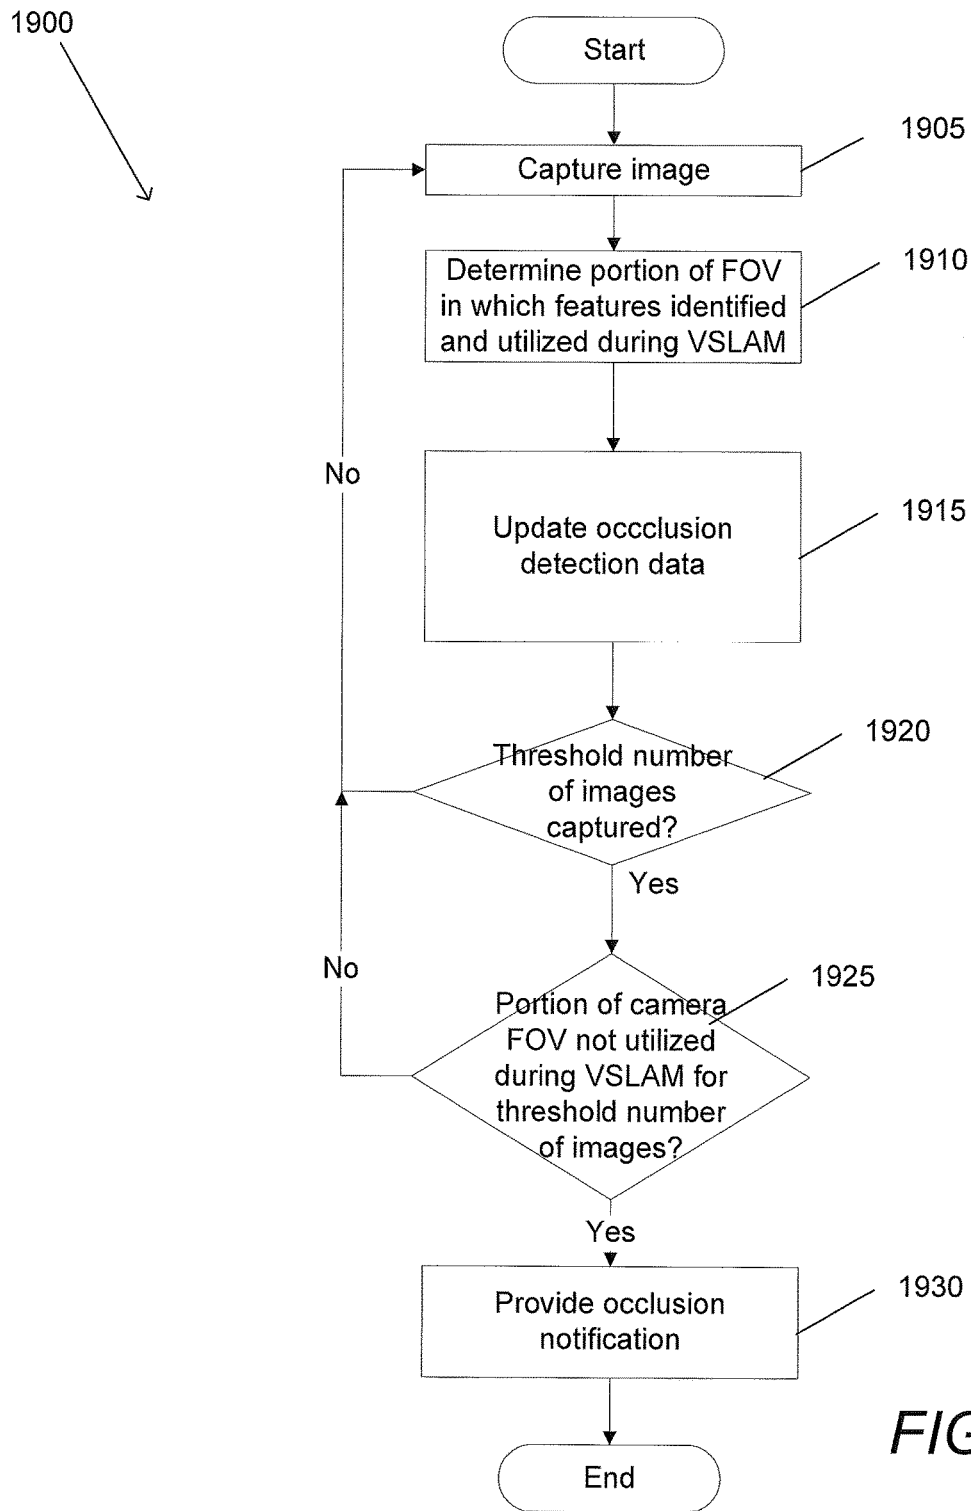 1900
Start
1905
Capture image
1910
Determine portion of FOV
in which features identified
and utilized during VSLAM
No
1915
Update occclusion
detection data
1920
Threshold number
of images
captured?
Yes
No
1925
Portion of camera
FOV not utilized
during VSLAM for
threshold number
of images?
Yes
1930
Provide occlusion
notification
FIG
End